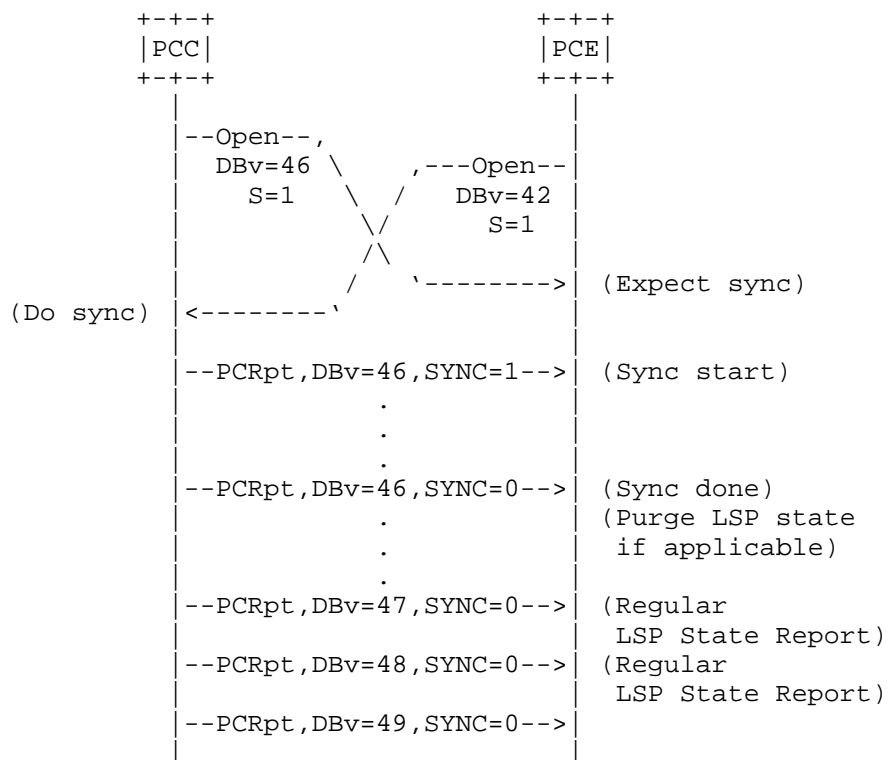 +-+-+                    +-+-+
|PCC|                    |PCE|
+-+-+                    +-+-+
  |                        |
  |--Open--,               |
  |  DBv=46 \    ,---Open--|
  |    S=1   \  /   DBv=42 |
  |           \/      S=1  |
  |           /\           |
  |          /  `--------> | (Expect sync)
(Do sync) |<--------`              |
  |                        |
  |--PCRpt,DBv=46,SYNC=1-->| (Sync start)
  |            .           |
  |            .           |
  |            .           |
  |--PCRpt,DBv=46,SYNC=0-->| (Sync done)
  |            .           | (Purge LSP state
  |            .           |  if applicable)
  |            .           |
  |--PCRpt,DBv=47,SYNC=0-->| (Regular
  |                        |  LSP State Report)
  |--PCRpt,DBv=48,SYNC=0-->| (Regular
  |                        |  LSP State Report)
  |--PCRpt,DBv=49,SYNC=0-->|
  |                        |